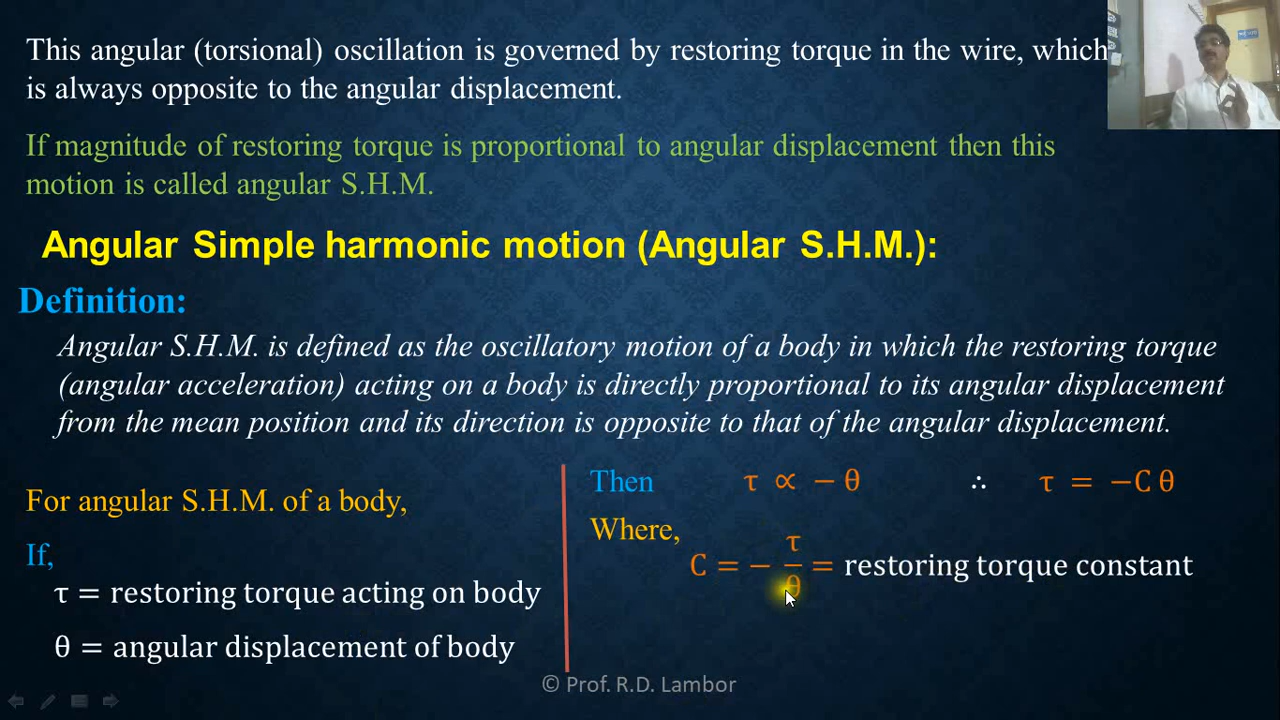 This angular (torsional) oscillation is governed by restoring torque in the wire, which
is always opposite to the angular displacement.
If magnitude of restoring torque is proportional to angular displacement then this
motion is called angular S.H.M.
Angular Simple harmonic motion (Angular S.H.M.):
Definition:
Angular S.H.M. is defined as the oscillatory motion of a body in which the restoring torque
(angular acceleration) acting on a body is directly proportional to its angular displacement
from the mean position and its direction is opposite to that of the angular displacement.
For angular S.H.M. of a body,
If,
τ = restoring torque acting on body
θ = angular displacement of body
Then τ ∝ − θ ∴ τ = −C θ
Where,
C = − τ/θ = restoring torque constant
© Prof. R.D. Lambor